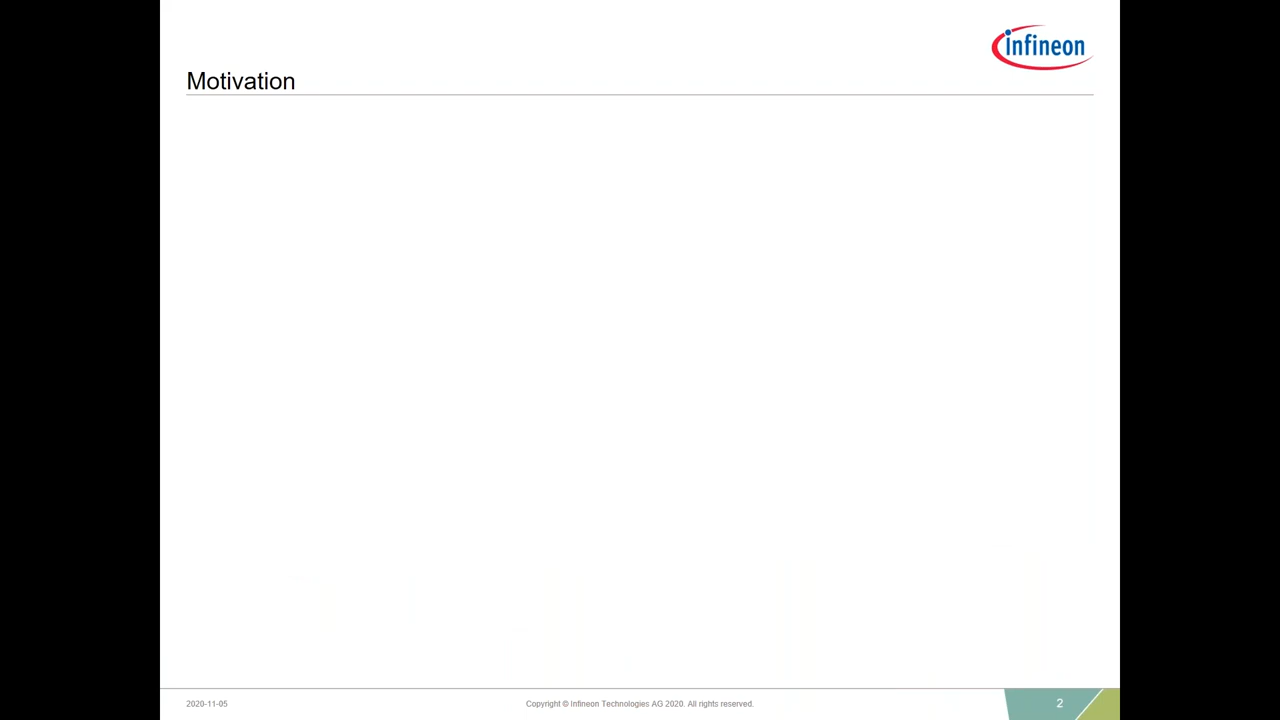 infineon
Motivation
2020-11-05
Copyright © Infineon Technologies AG 2020. All rights reserved.
2